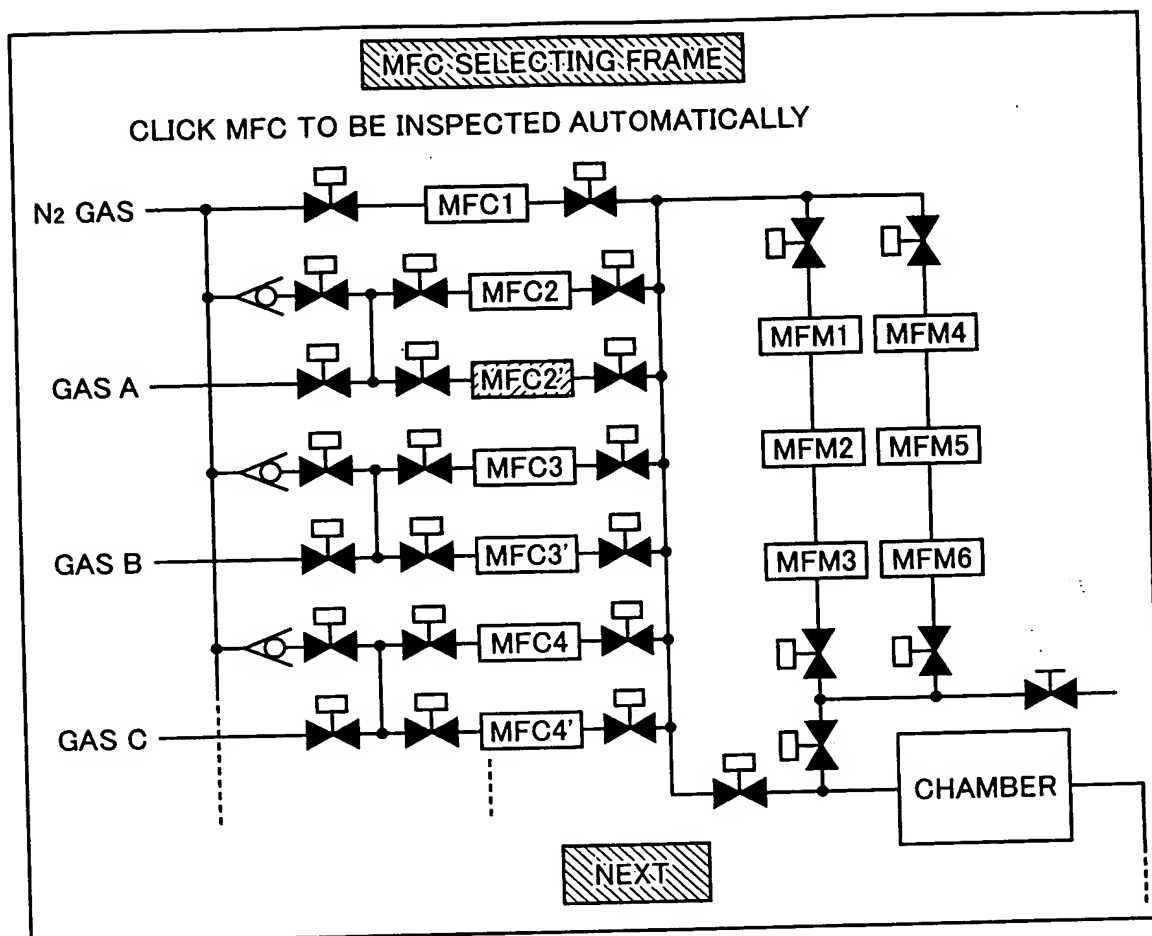 MFC SELECTING FRAME
CLICK MFC TO BE INSPECTED AUTOMATICALLY
N2 GAS
MFC1
MFC2
MFM1
MFM4
GAS A
MFC2'
MFC3
MFM2
MFM5
GAS B
MFC3'
MFM3
MFM6
MFC4
GAS C
MFC4'
CHAMBER
NEXT